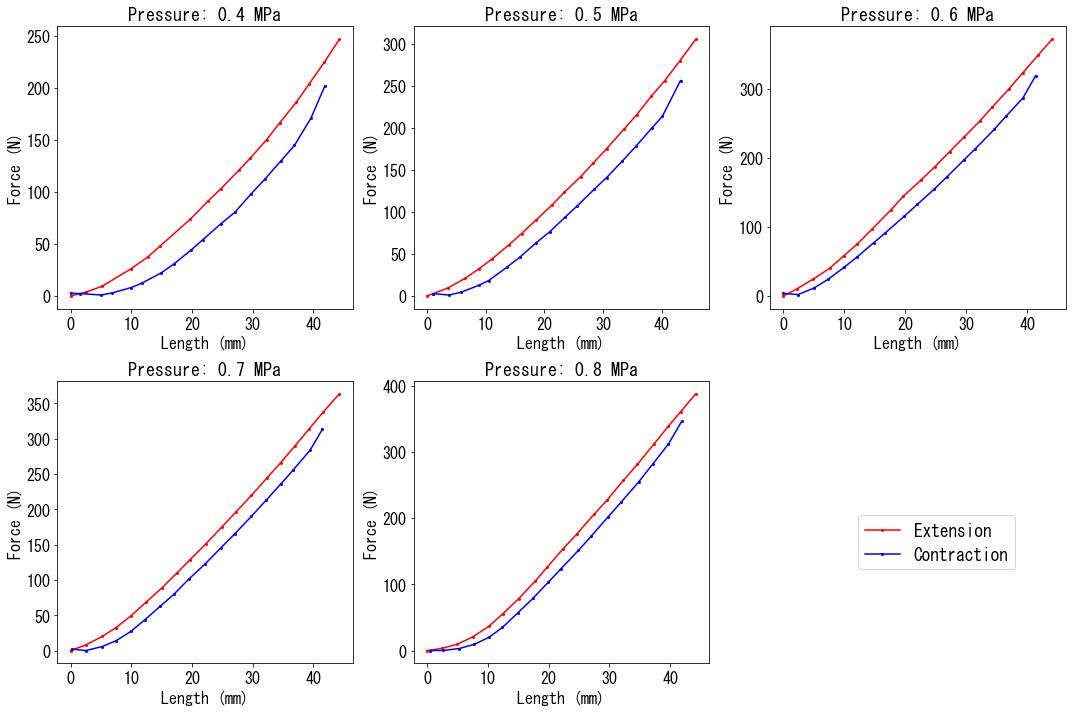 Pressure: 0.4 MPa
Pressure: 0.5 MPa
Pressure: 0.6 MPa
250
200
150
100
50
0
Force (N)
0 10 20 30 40
Length (mm)
300
250
200
150
100
50
0
Force (N)
0 10 20 30 40
Length (mm)
300
200
100
0
Force (N)
0 10 20 30 40
Length (mm)
Pressure: 0.7 MPa
Pressure: 0.8 MPa
350
300
250
200
150
100
50
0
Force (N)
0 10 20 30 40
Length (mm)
400
300
200
100
0
Force (N)
0 10 20 30 40
Length (mm)
Extension
Contraction